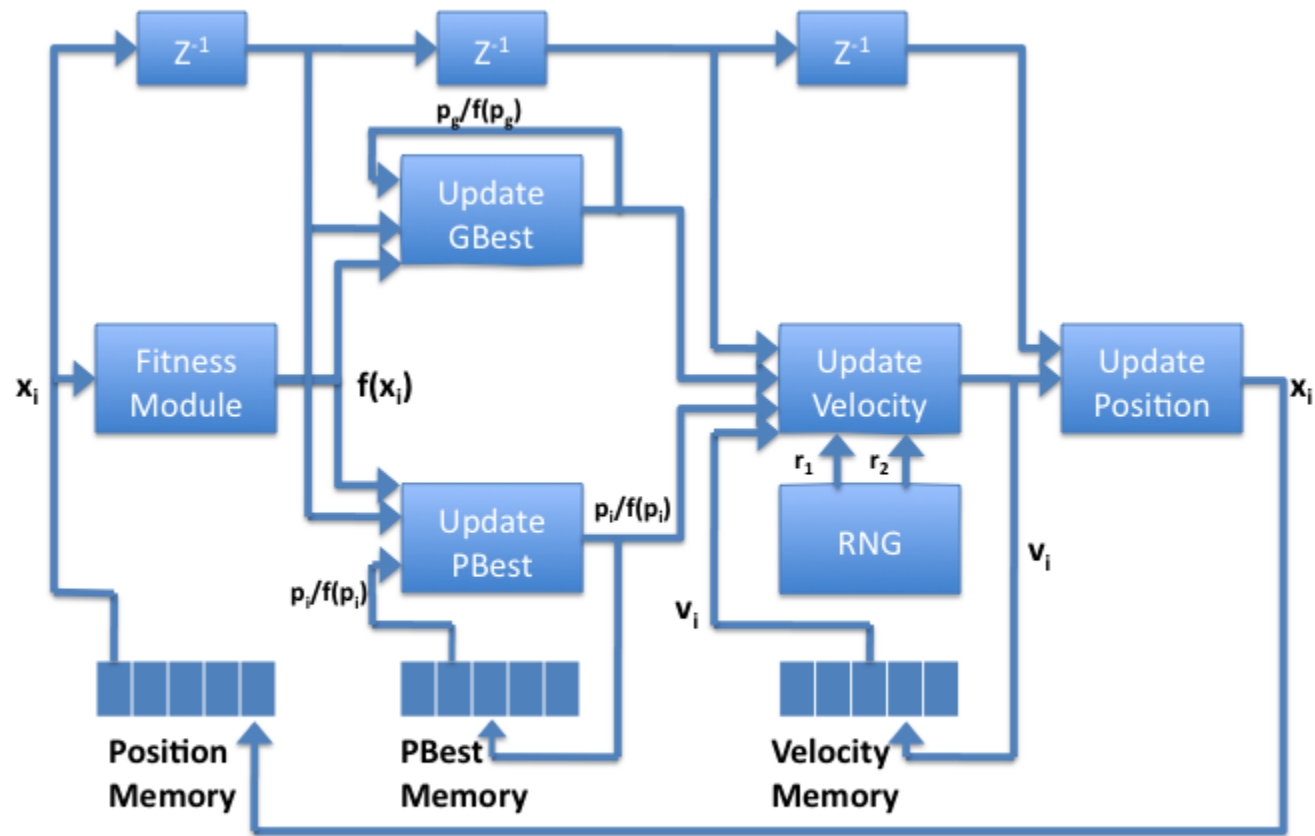 Z⁻¹
Z⁻¹
Z⁻¹
p_g/f(p_g)
Update
GBest
x_i
Fitness
Module
f(x_i)
Update
Velocity
Update
Position
x_i
r₁
r₂
Update
PBest
p_i/f(p_i)
RNG
p_i/f(p_i)
v_i
v_i
Position
Memory
PBest
Memory
Velocity
Memory